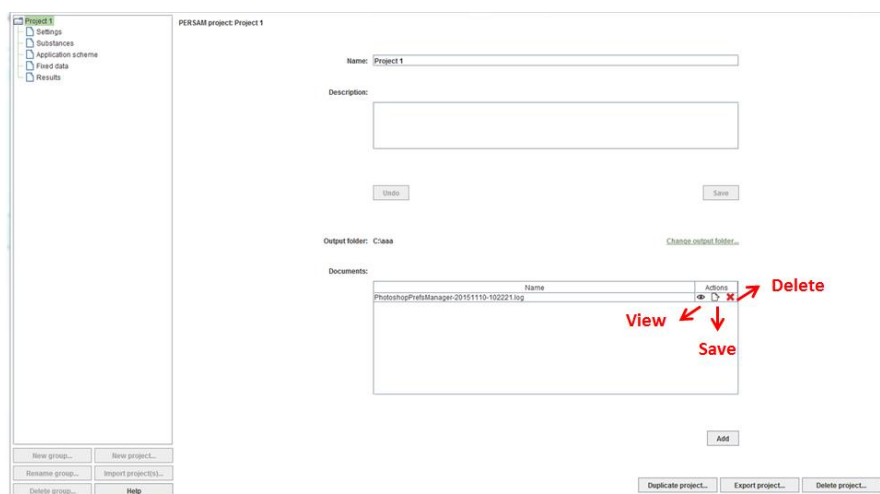 Project 1
Settings
Substances
Application scheme
Fixed data
Results
PERSAM project: Project 1
Name: Project 1
Description:
Undo
Save
Output folder: C:\aaa
Change output folder...
Documents:
Name
Actions
PhotoshopPrefsManager-20151110-102221.log
Delete
View
Save
Add
New group...
New project...
Rename group...
Import project(s)...
Delete group...
Help
Duplicate project...
Export project...
Delete project...